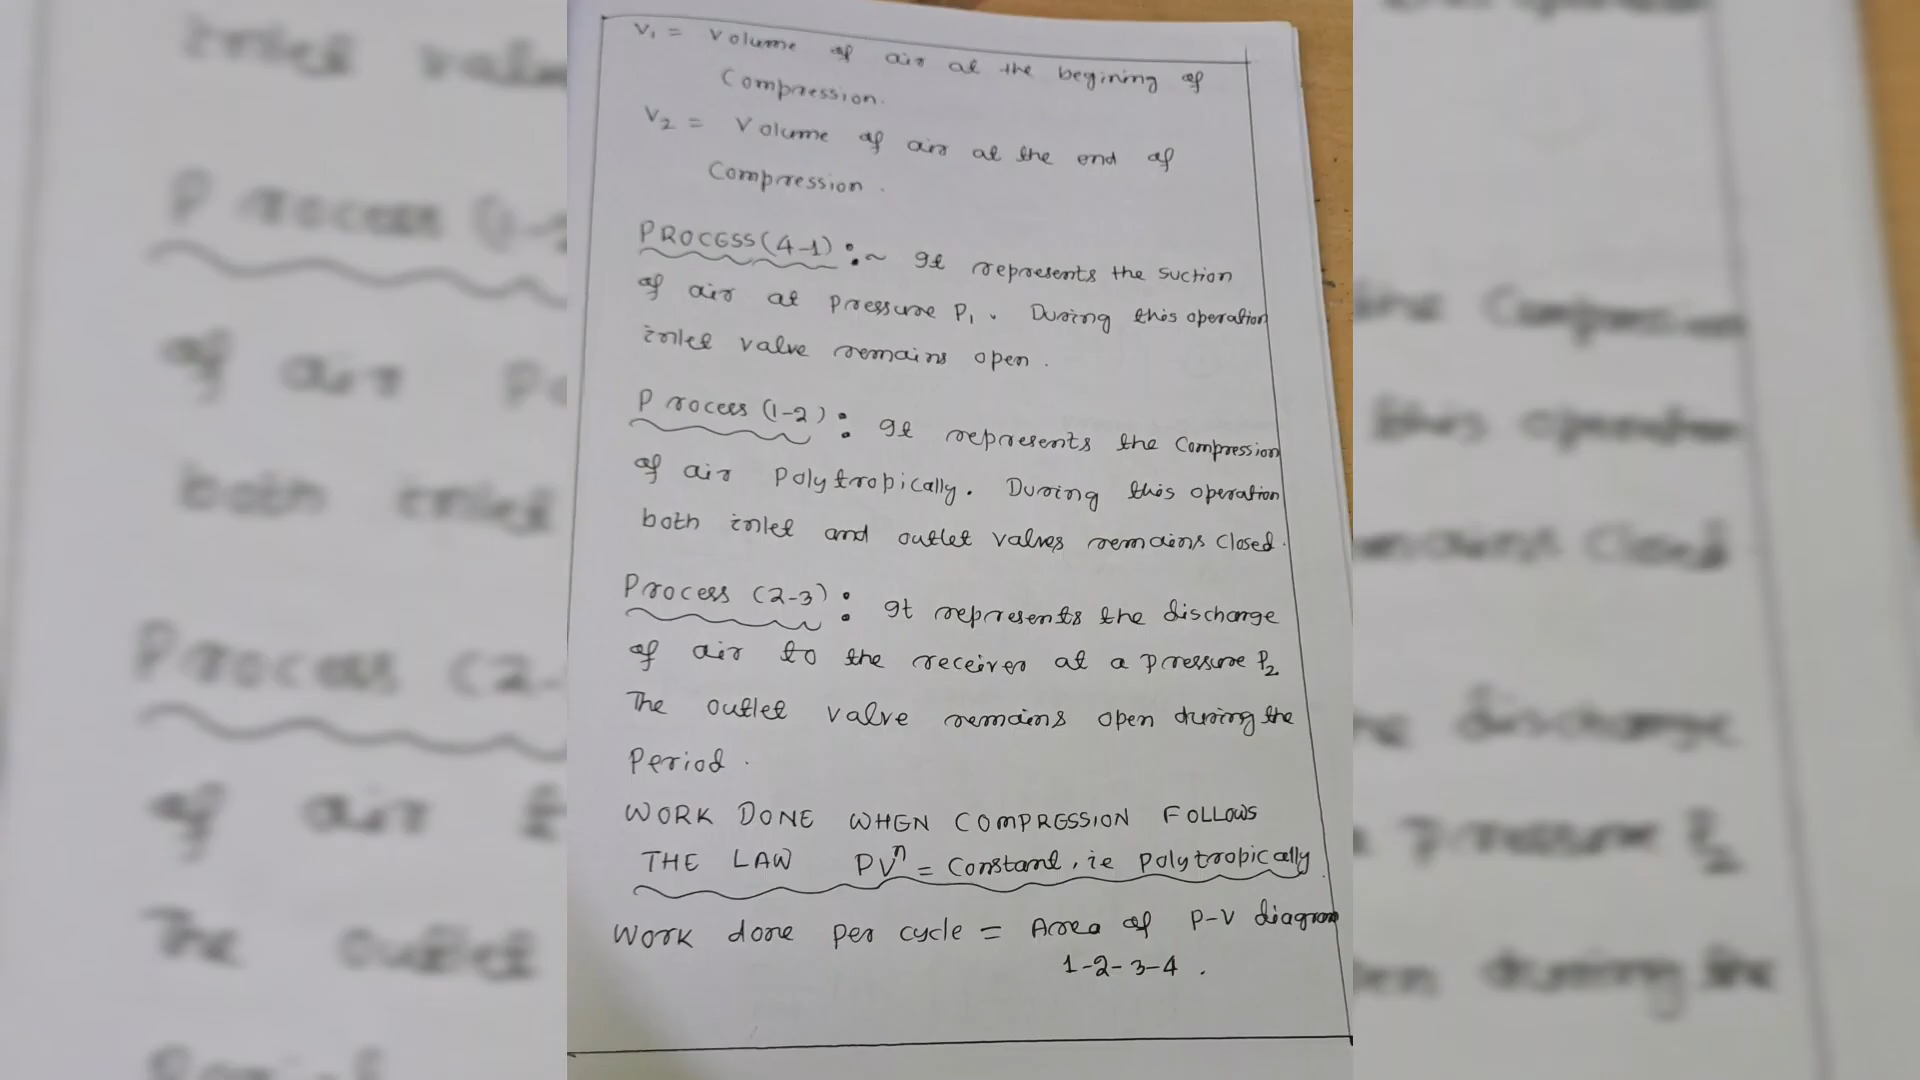 V₁ = Volume of air at the begining of
Compression.
V₂ = Volume of air at the end of
Compression.
PROCESS (4-1) :~ It represents the suction
of air at pressure P₁. During this operation
inlet valve remains open.
Process (1-2) : It represents the Compression
of air Polytropically. During this operation
both inlet and outlet valves remains closed.
Process (2-3) : It represents the discharge
of air to the receiver at a pressure P₂
The outlet valve remains open during the
Period.
WORK DONE WHEN COMPRESSION FOLLOWS
THE LAW PVⁿ = Constant, ie polytropically.
Work done per cycle = Area of P-V diagram
1-2-3-4.